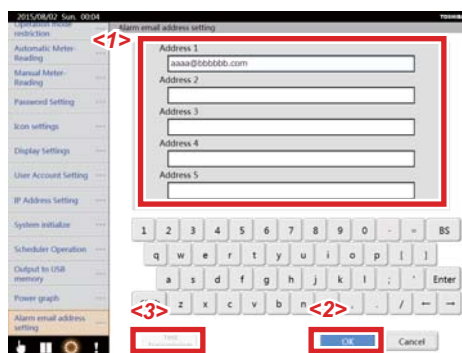 2015/08/02 Sun. 00:04
TOSHIBA
Operation mode
restriction
Automatic Meter-
Reading
Manual Meter-
Reading
Password Setting
Icon settings
Display Settings
User Account Setting
IP Address Setting
System initialize
Scheduler Operation
Output to USB
memory
Power graph
Alarm email address
setting
Alarm email address setting
<1>
Address 1
aaaa@bbbbbb.com
Address 2
Address 3
Address 4
Address 5
1 2 3 4 5 6 7 8 9 0 - = BS
q w e r t y u i o p [ ]
a s d f g h j k l ; ' Enter
z x c v b n , . / ← →
<3>
<2>
OK
Cancel